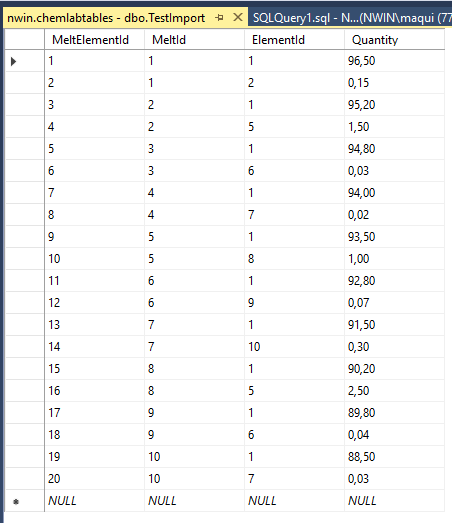 nwin.chemlabtables - dbo.TestImport SQLQuery1.sql - N...(NWIN\maqui (77
MeltElementId MeltId ElementId Quantity
1 1 1 96,50
2 1 2 0,15
3 2 1 95,20
4 2 5 1,50
5 3 1 94,80
6 3 6 0,03
7 4 1 94,00
8 4 7 0,02
9 5 1 93,50
10 5 8 1,00
11 6 1 92,80
12 6 9 0,07
13 7 1 91,50
14 7 10 0,30
15 8 1 90,20
16 8 5 2,50
17 9 1 89,80
18 9 6 0,04
19 10 1 88,50
20 10 7 0,03
NULL NULL NULL NULL